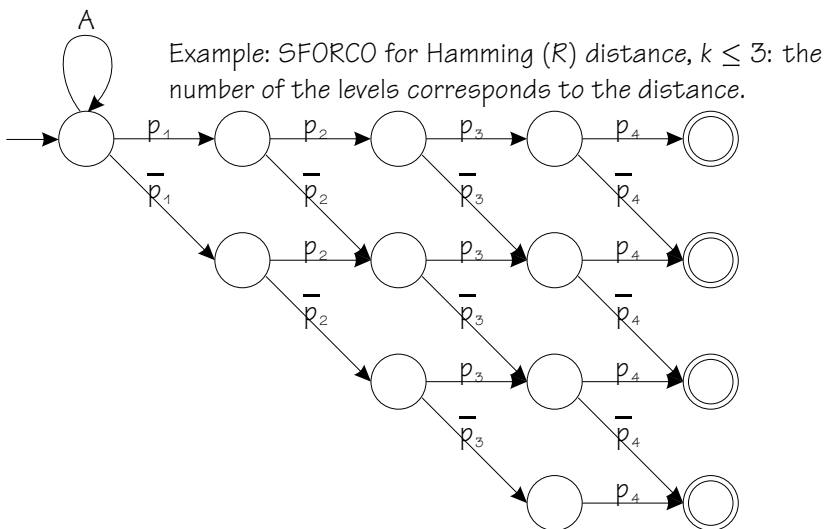 A
Example: SFORCO for Hamming (R) distance, k ≤ 3: the
number of the levels corresponds to the distance.
p₁ p₂ p₃ p₄
p̅₁ p̅₂ p̅₃ p̅₄
p₂ p₃ p₄
p̅₂ p̅₃ p̅₄
p₃ p₄
p̅₃ p̅₄
p₄